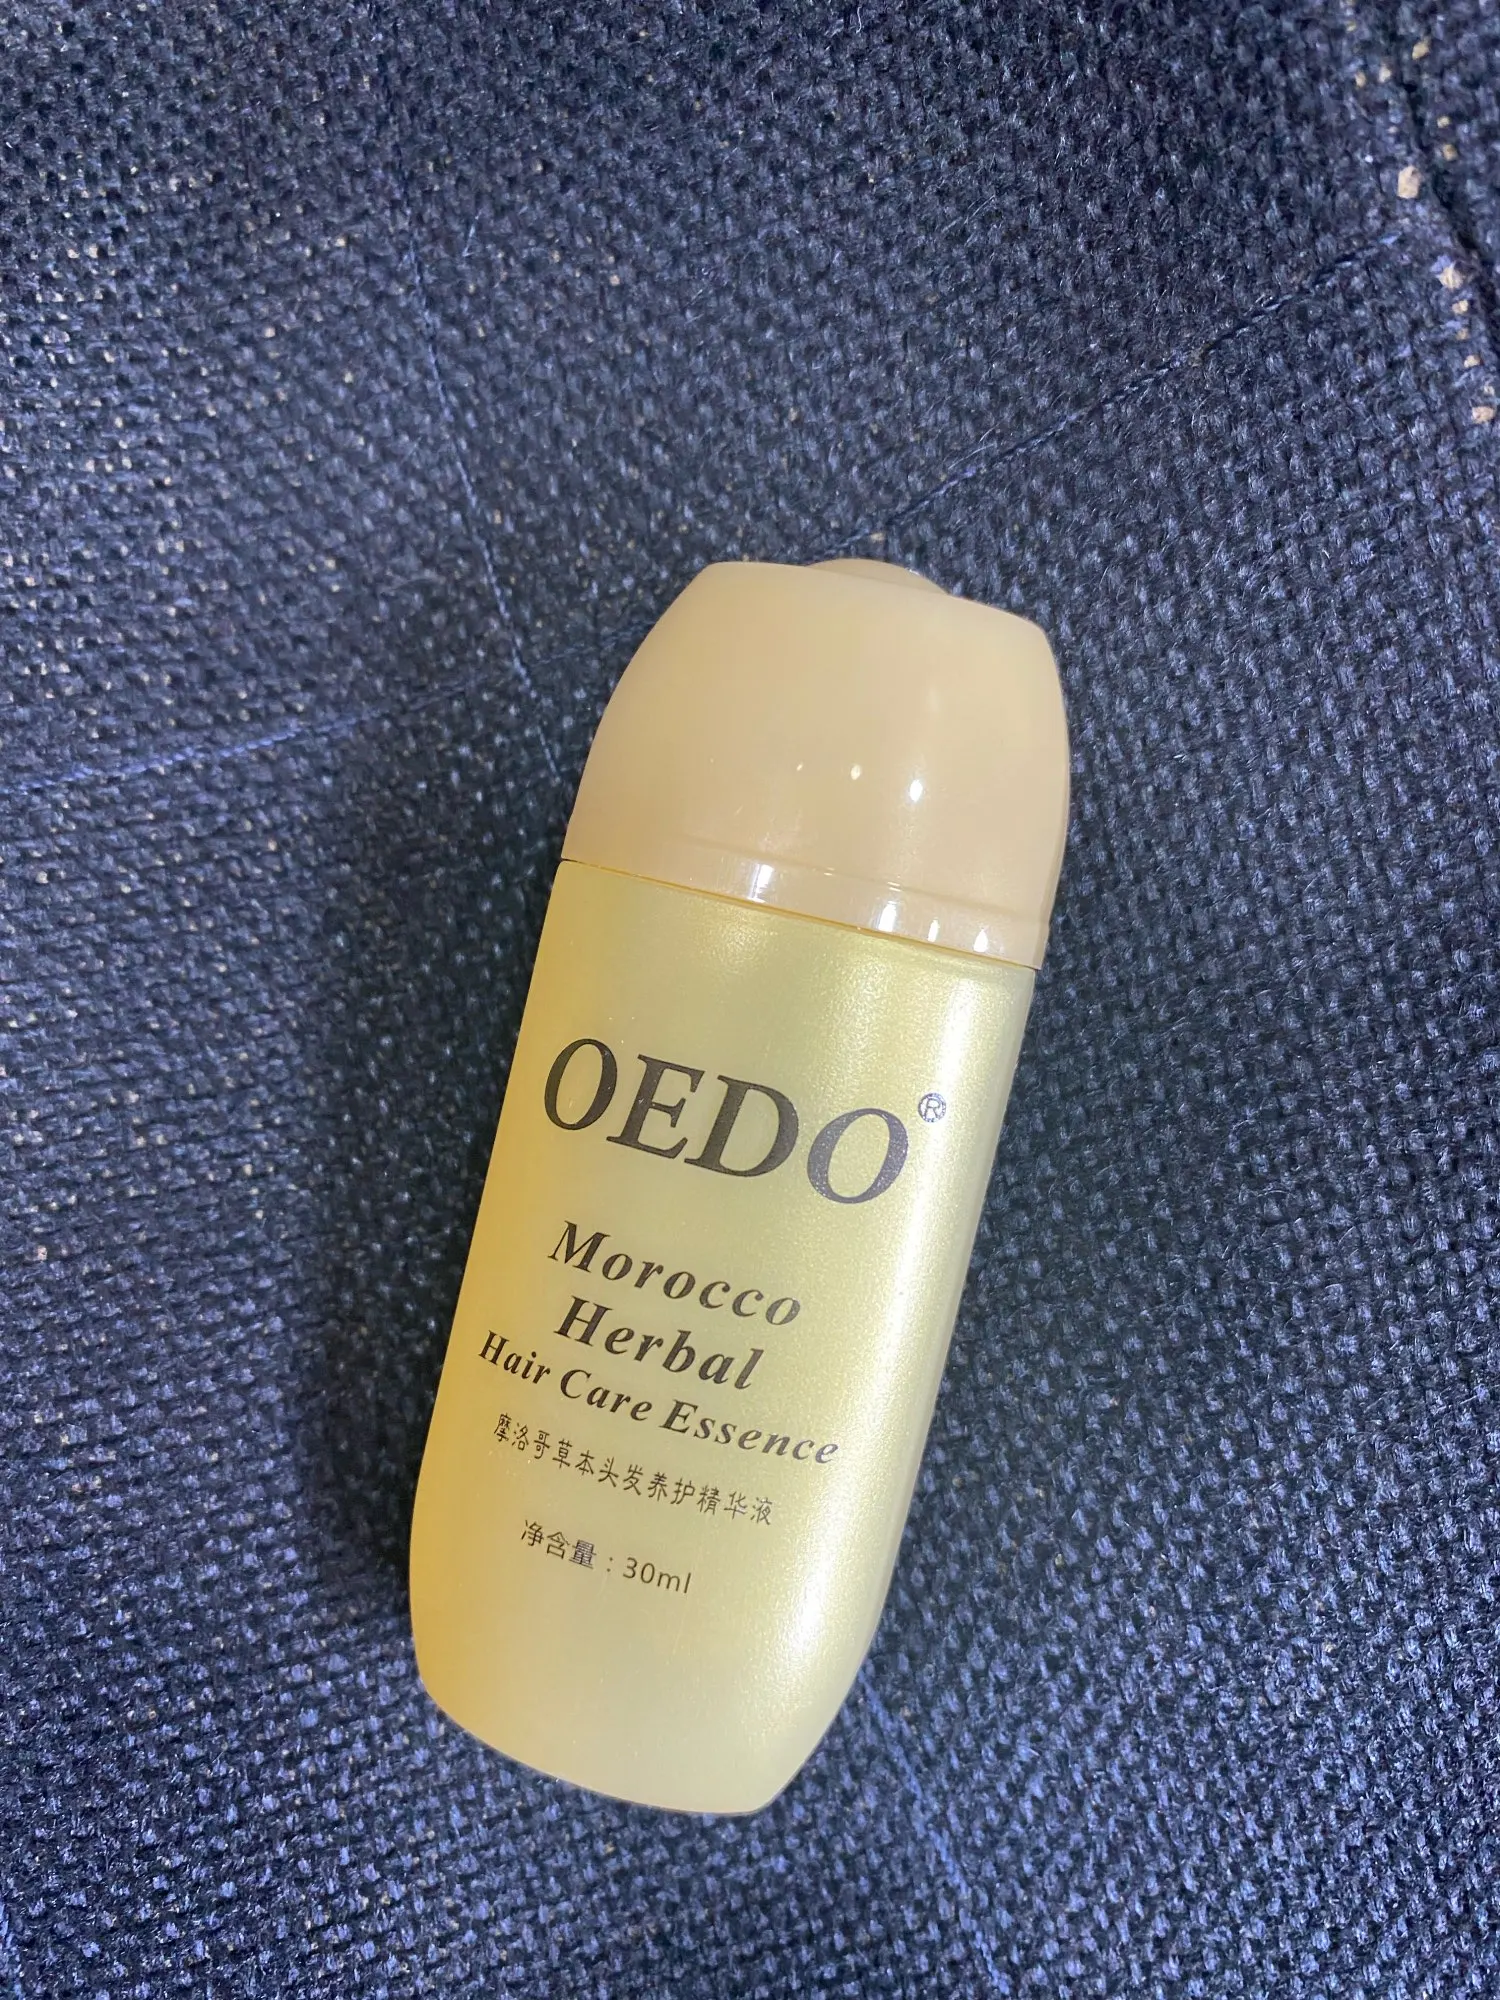 OEDO®
Morocco
Herbal
Hair Care Essence
摩洛哥草本头发养护精华液
净含量：30ml